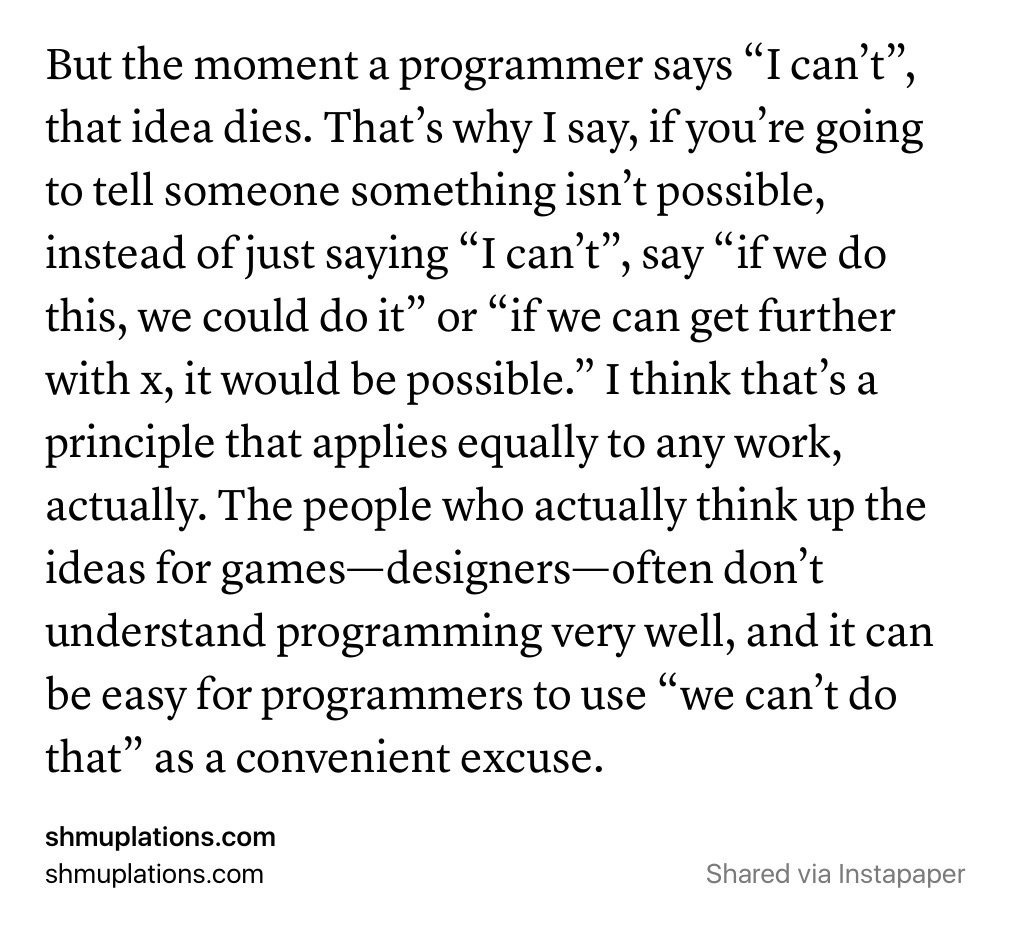 But the moment a programmer says “I can’t”,
that idea dies. That’s why I say, if you’re going
to tell someone something isn’t possible,
instead of just saying “I can’t”, say “if we do
this, we could do it” or “if we can get further
with x, it would be possible.” I think that’s a
principle that applies equally to any work,
actually. The people who actually think up the
ideas for games—designers—often don’t
understand programming very well, and it can
be easy for programmers to use “we can’t do
that” as a convenient excuse.
shmuplations.com
shmuplations.com
Shared via Instapaper